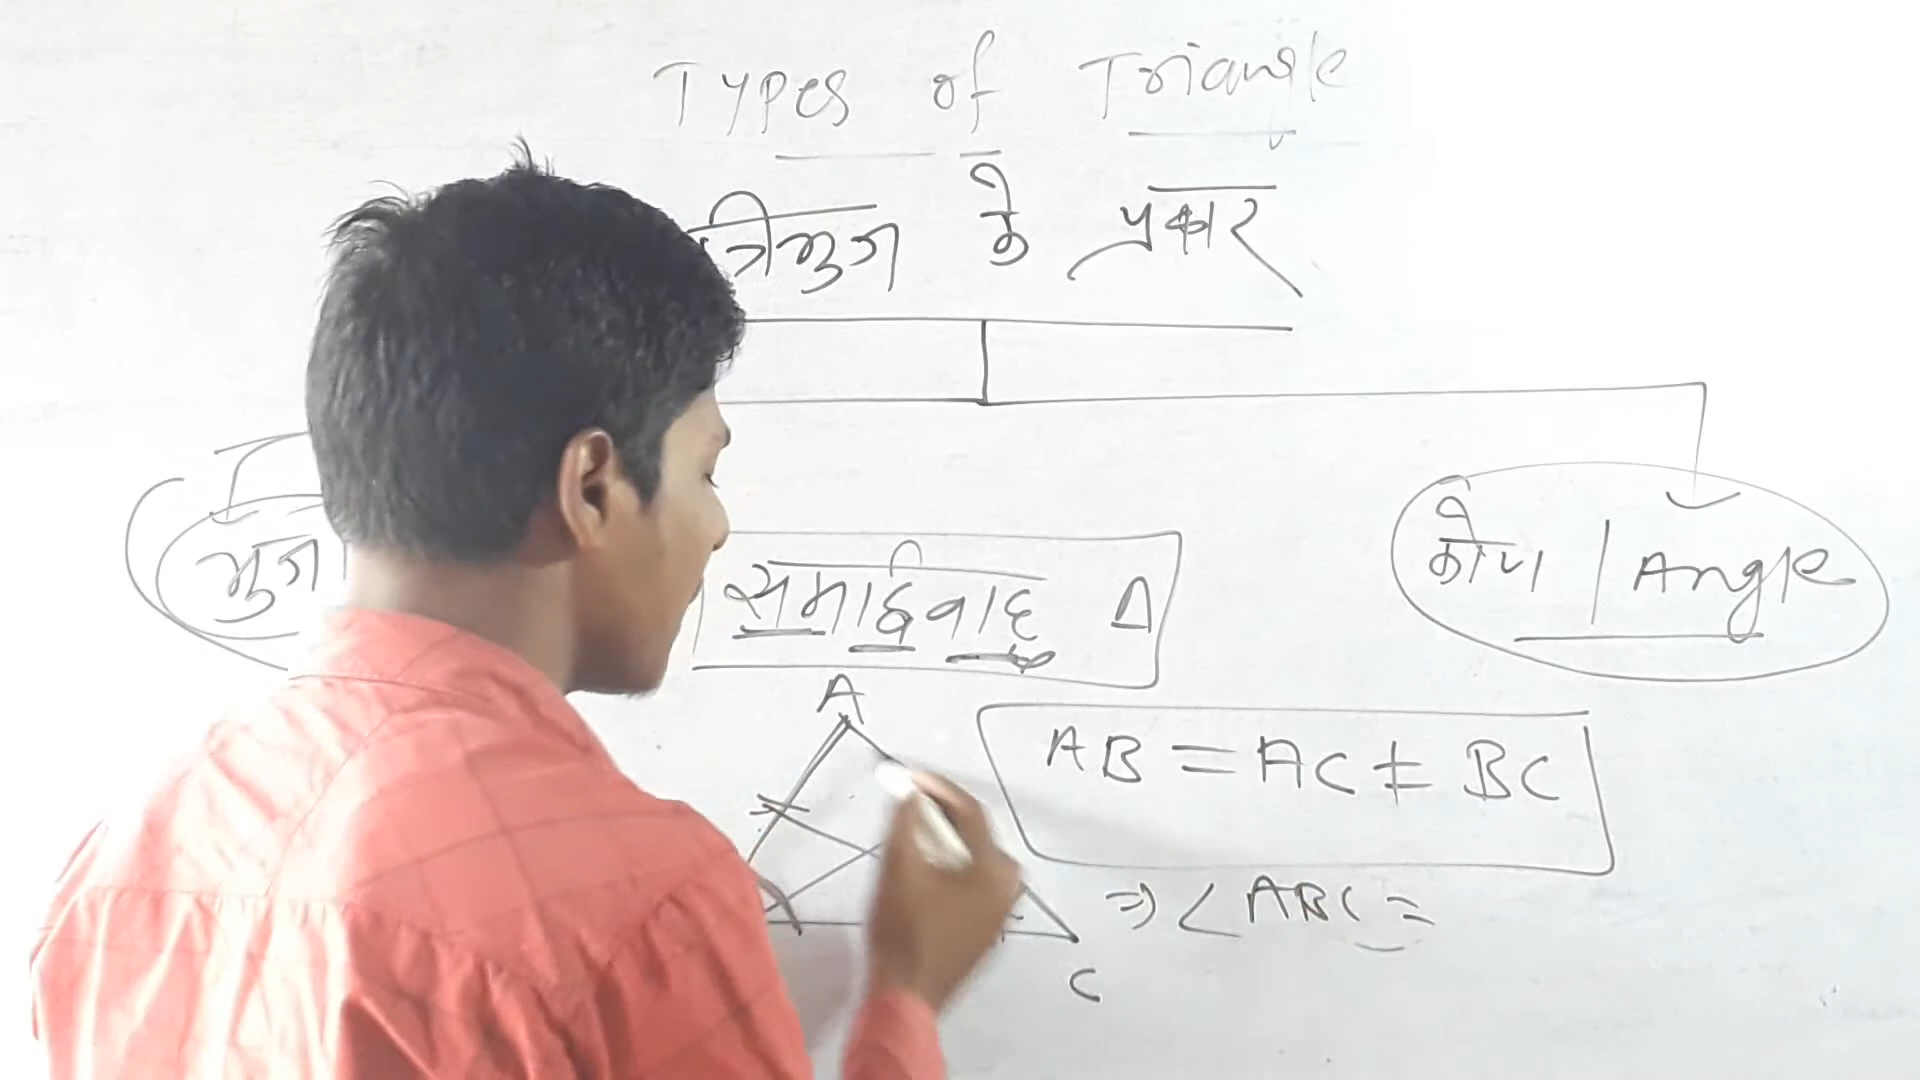 Types of Triangle
त्रिभुज के प्रकार
भुजा
कोण | Angle
समद्विबाहु Δ
A
AB = AC ≠ BC
⇒ ∠ABC =
C